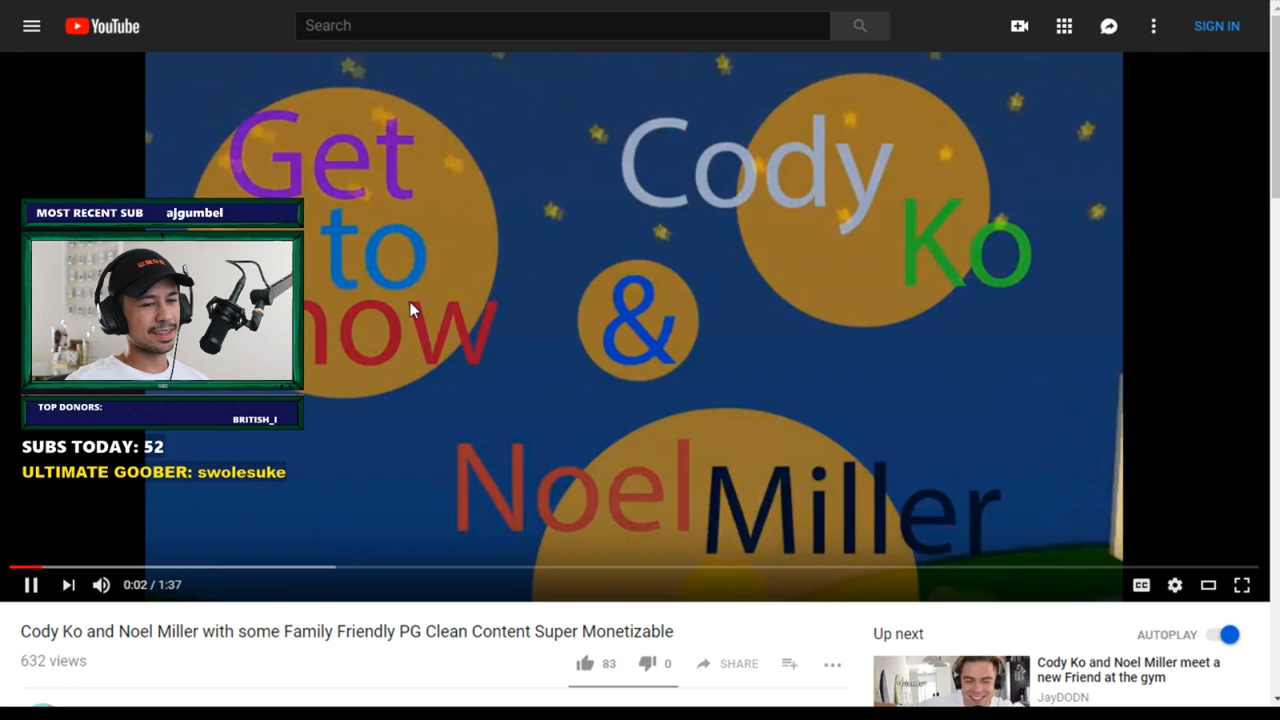 YouTube
Search
SIGN IN
Get
to
now
Cody
Ko
&
Noel
Miller
MOST RECENT SUB ajgumbel
TOP DONORS:
BRITISH_I
SUBS TODAY: 52
ULTIMATE GOOBER: swolesuke
0:02 / 1:37
CC
Cody Ko and Noel Miller with some Family Friendly PG Clean Content Super Monetizable
632 views
83
0
SHARE
Up next
AUTOPLAY
Cody Ko and Noel Miller meet a
new Friend at the gym
JayDODN